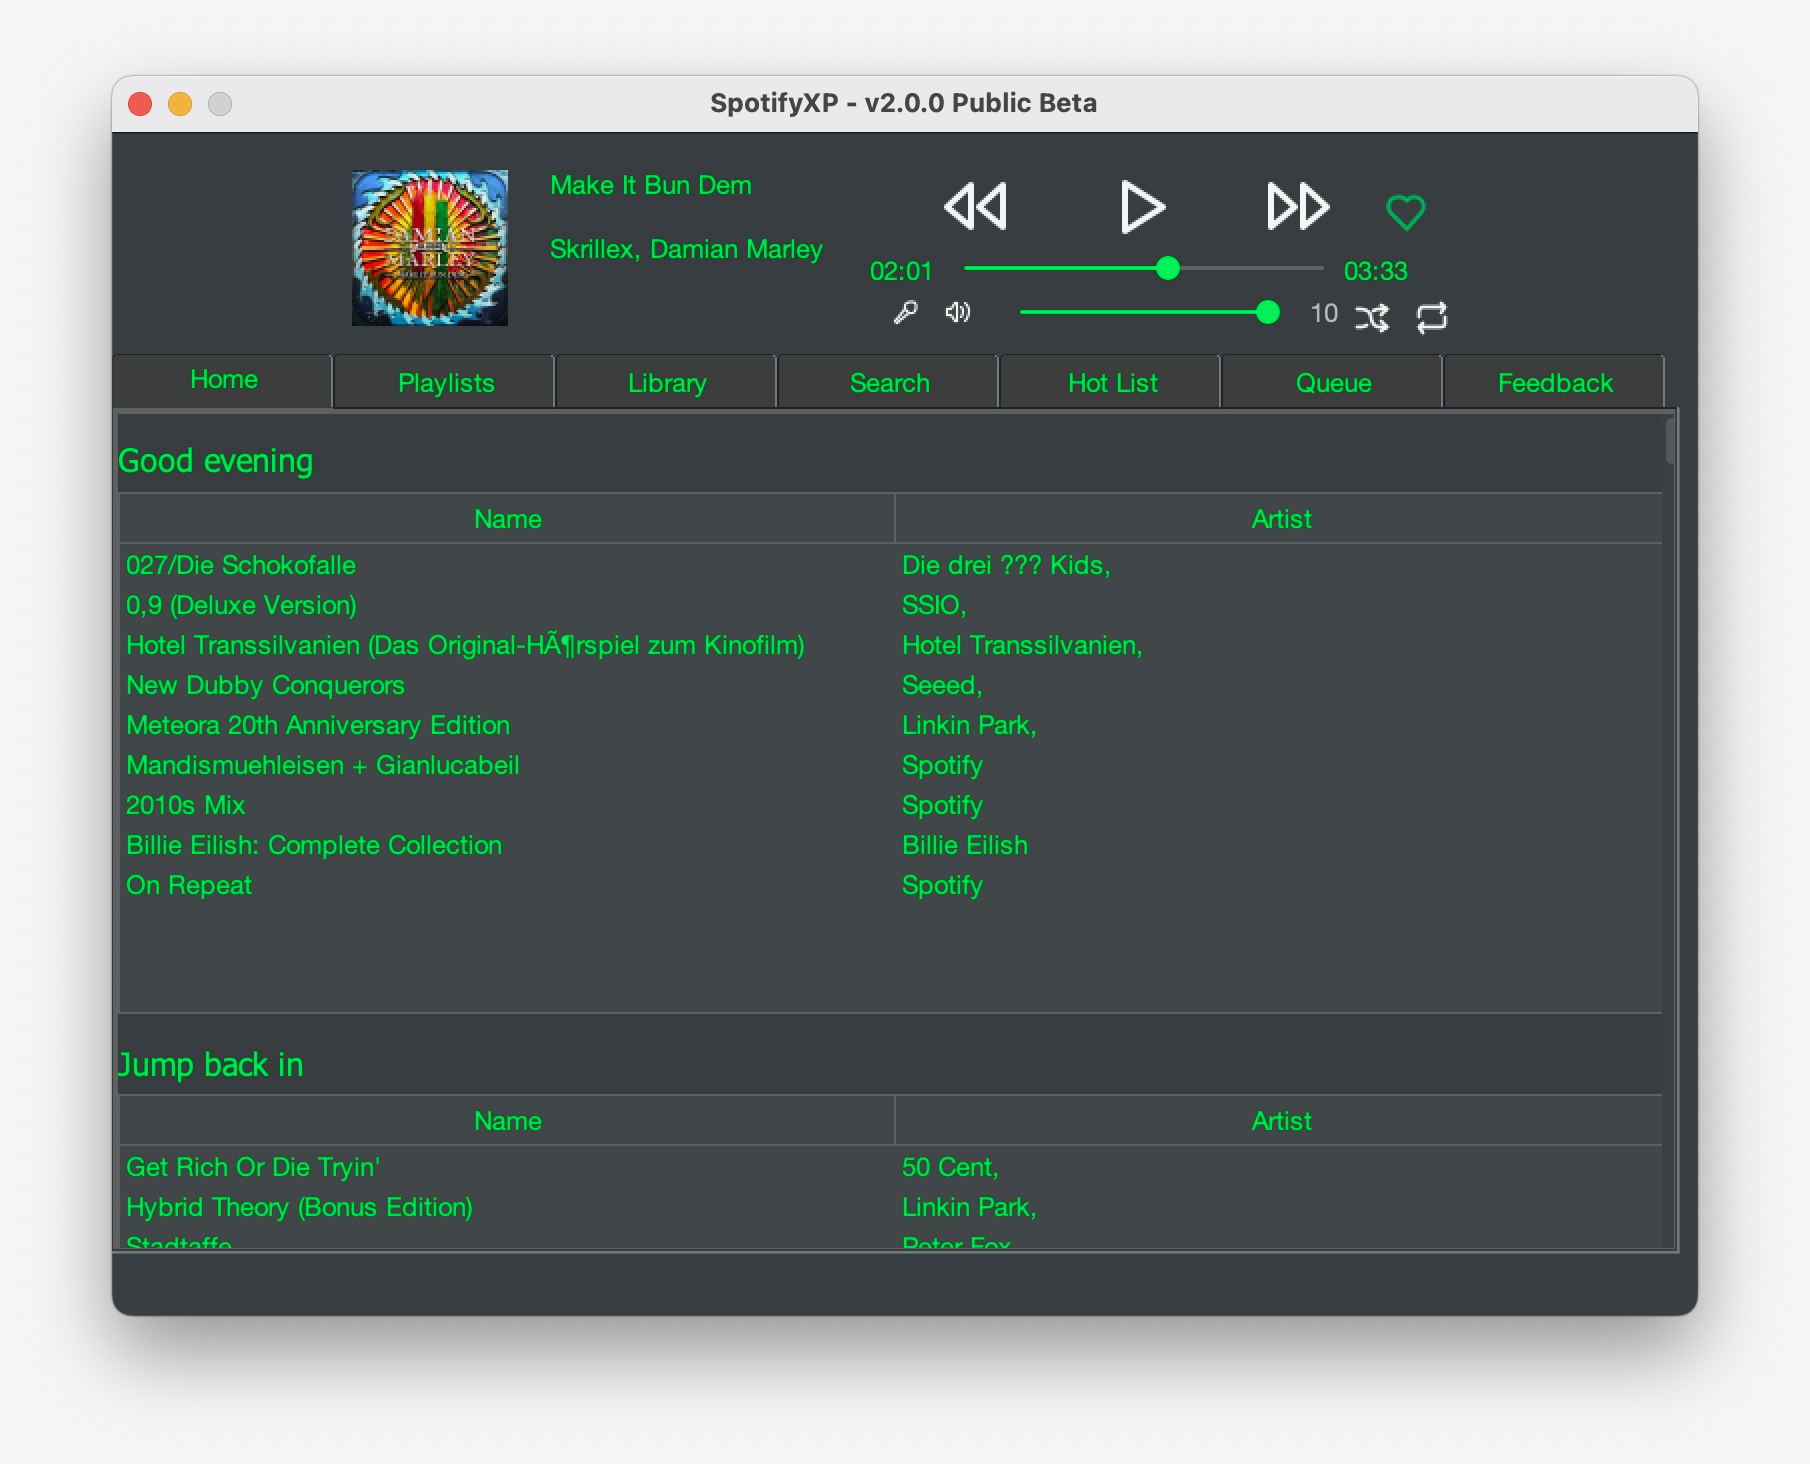 SpotifyXP - v2.0.0 Public Beta
DAMIAN
MARLEY
MAKE IT BUN DEM
Make It Bun Dem
Skrillex, Damian Marley
02:01
03:33
10
Home Playlists Library Search Hot List Queue Feedback
Good evening
Name Artist
027/Die Schokofalle Die drei ??? Kids,
0,9 (Deluxe Version) SSIO,
Hotel Transsilvanien (Das Original-HÃ¶rspiel zum Kinofilm) Hotel Transsilvanien,
New Dubby Conquerors Seeed,
Meteora 20th Anniversary Edition Linkin Park,
Mandismuehleisen + Gianlucabeil Spotify
2010s Mix Spotify
Billie Eilish: Complete Collection Billie Eilish
On Repeat Spotify
Jump back in
Name Artist
Get Rich Or Die Tryin' 50 Cent,
Hybrid Theory (Bonus Edition) Linkin Park,
Stadtaffe Peter Fox